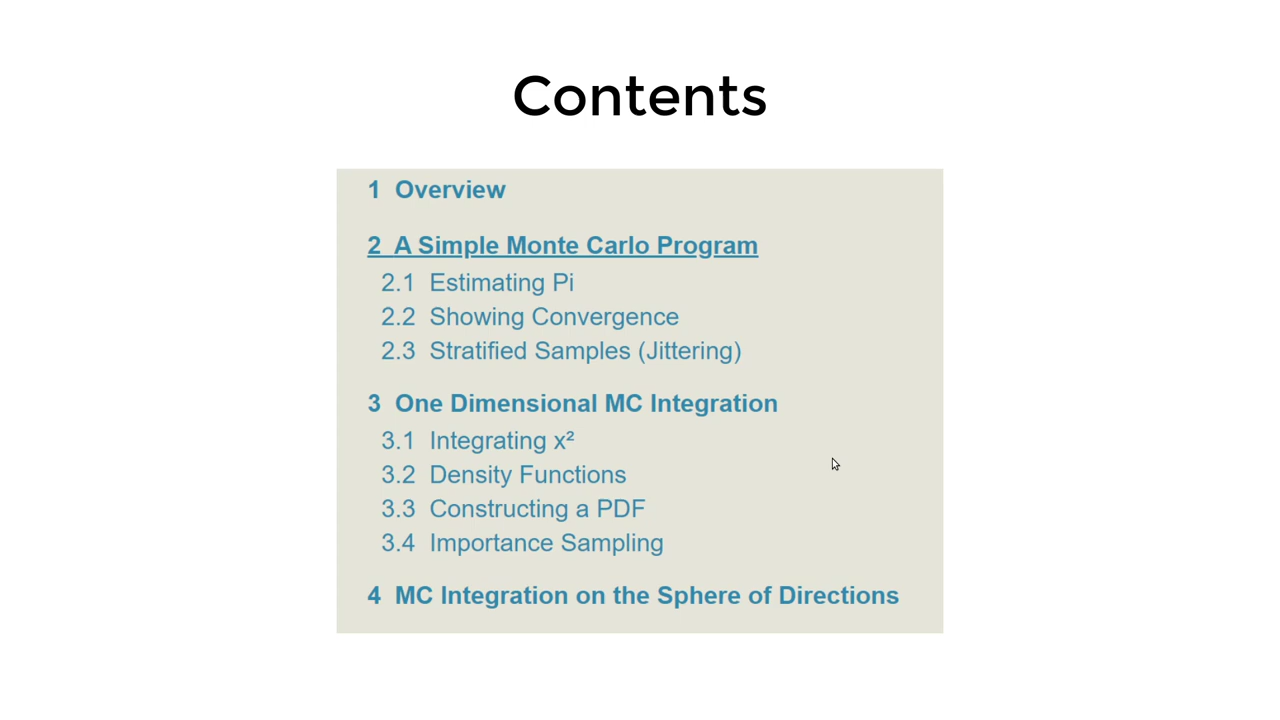 Contents
1 Overview
2 A Simple Monte Carlo Program
2.1 Estimating Pi
2.2 Showing Convergence
2.3 Stratified Samples (Jittering)
3 One Dimensional MC Integration
3.1 Integrating x²
3.2 Density Functions
3.3 Constructing a PDF
3.4 Importance Sampling
4 MC Integration on the Sphere of Directions